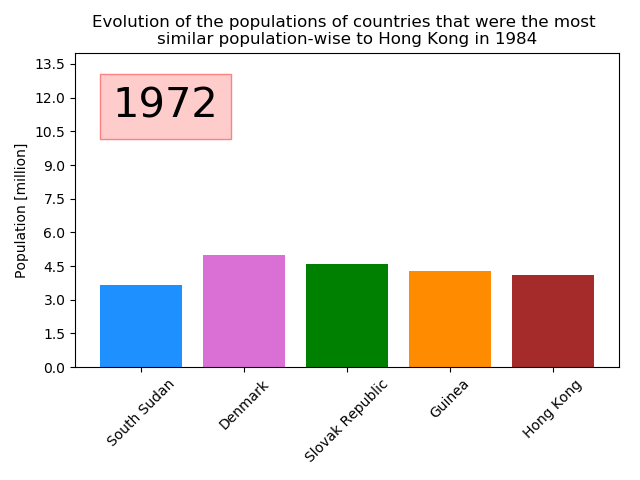 Evolution of the populations of countries that were the most
similar population-wise to Hong Kong in 1984
1972
Population [million]
13.5
12.0
10.5
9.0
7.5
6.0
4.5
3.0
1.5
0.0
South Sudan
Denmark
Slovak Republic
Guinea
Hong Kong